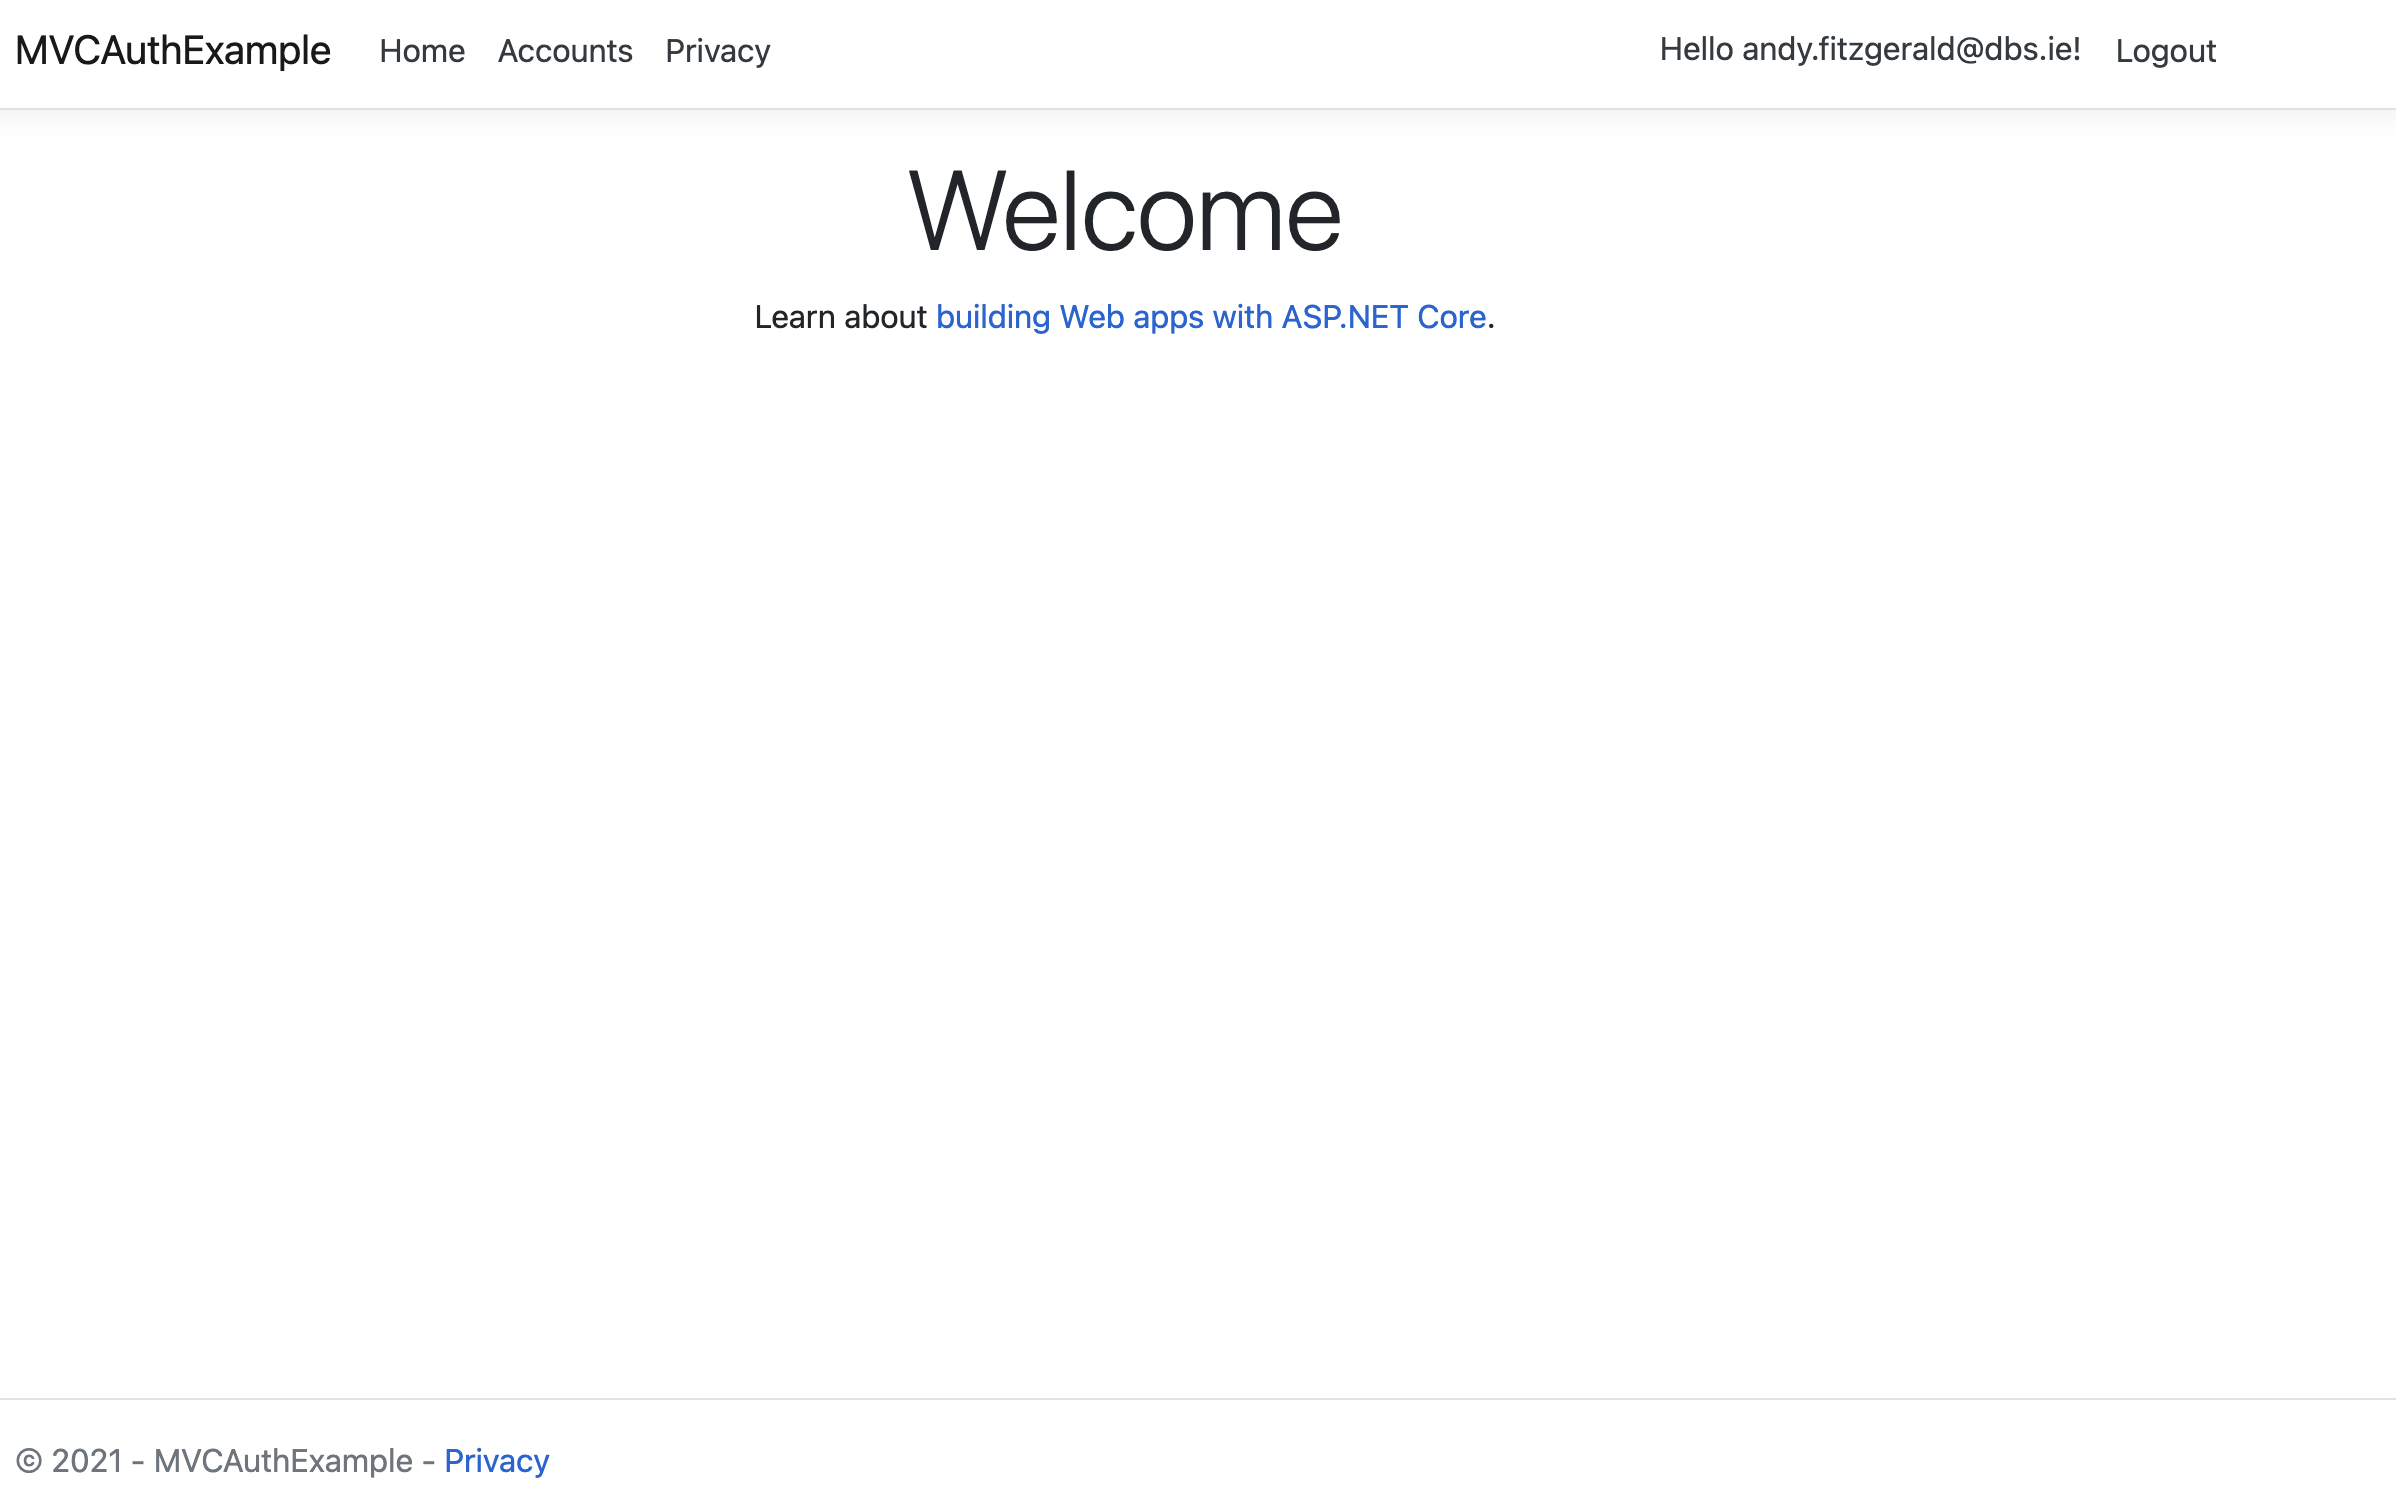 MVCAuthExample Home Accounts Privacy Hello andy.fitzgerald@dbs.ie! Logout
Welcome
Learn about building Web apps with ASP.NET Core.
© 2021 - MVCAuthExample - Privacy